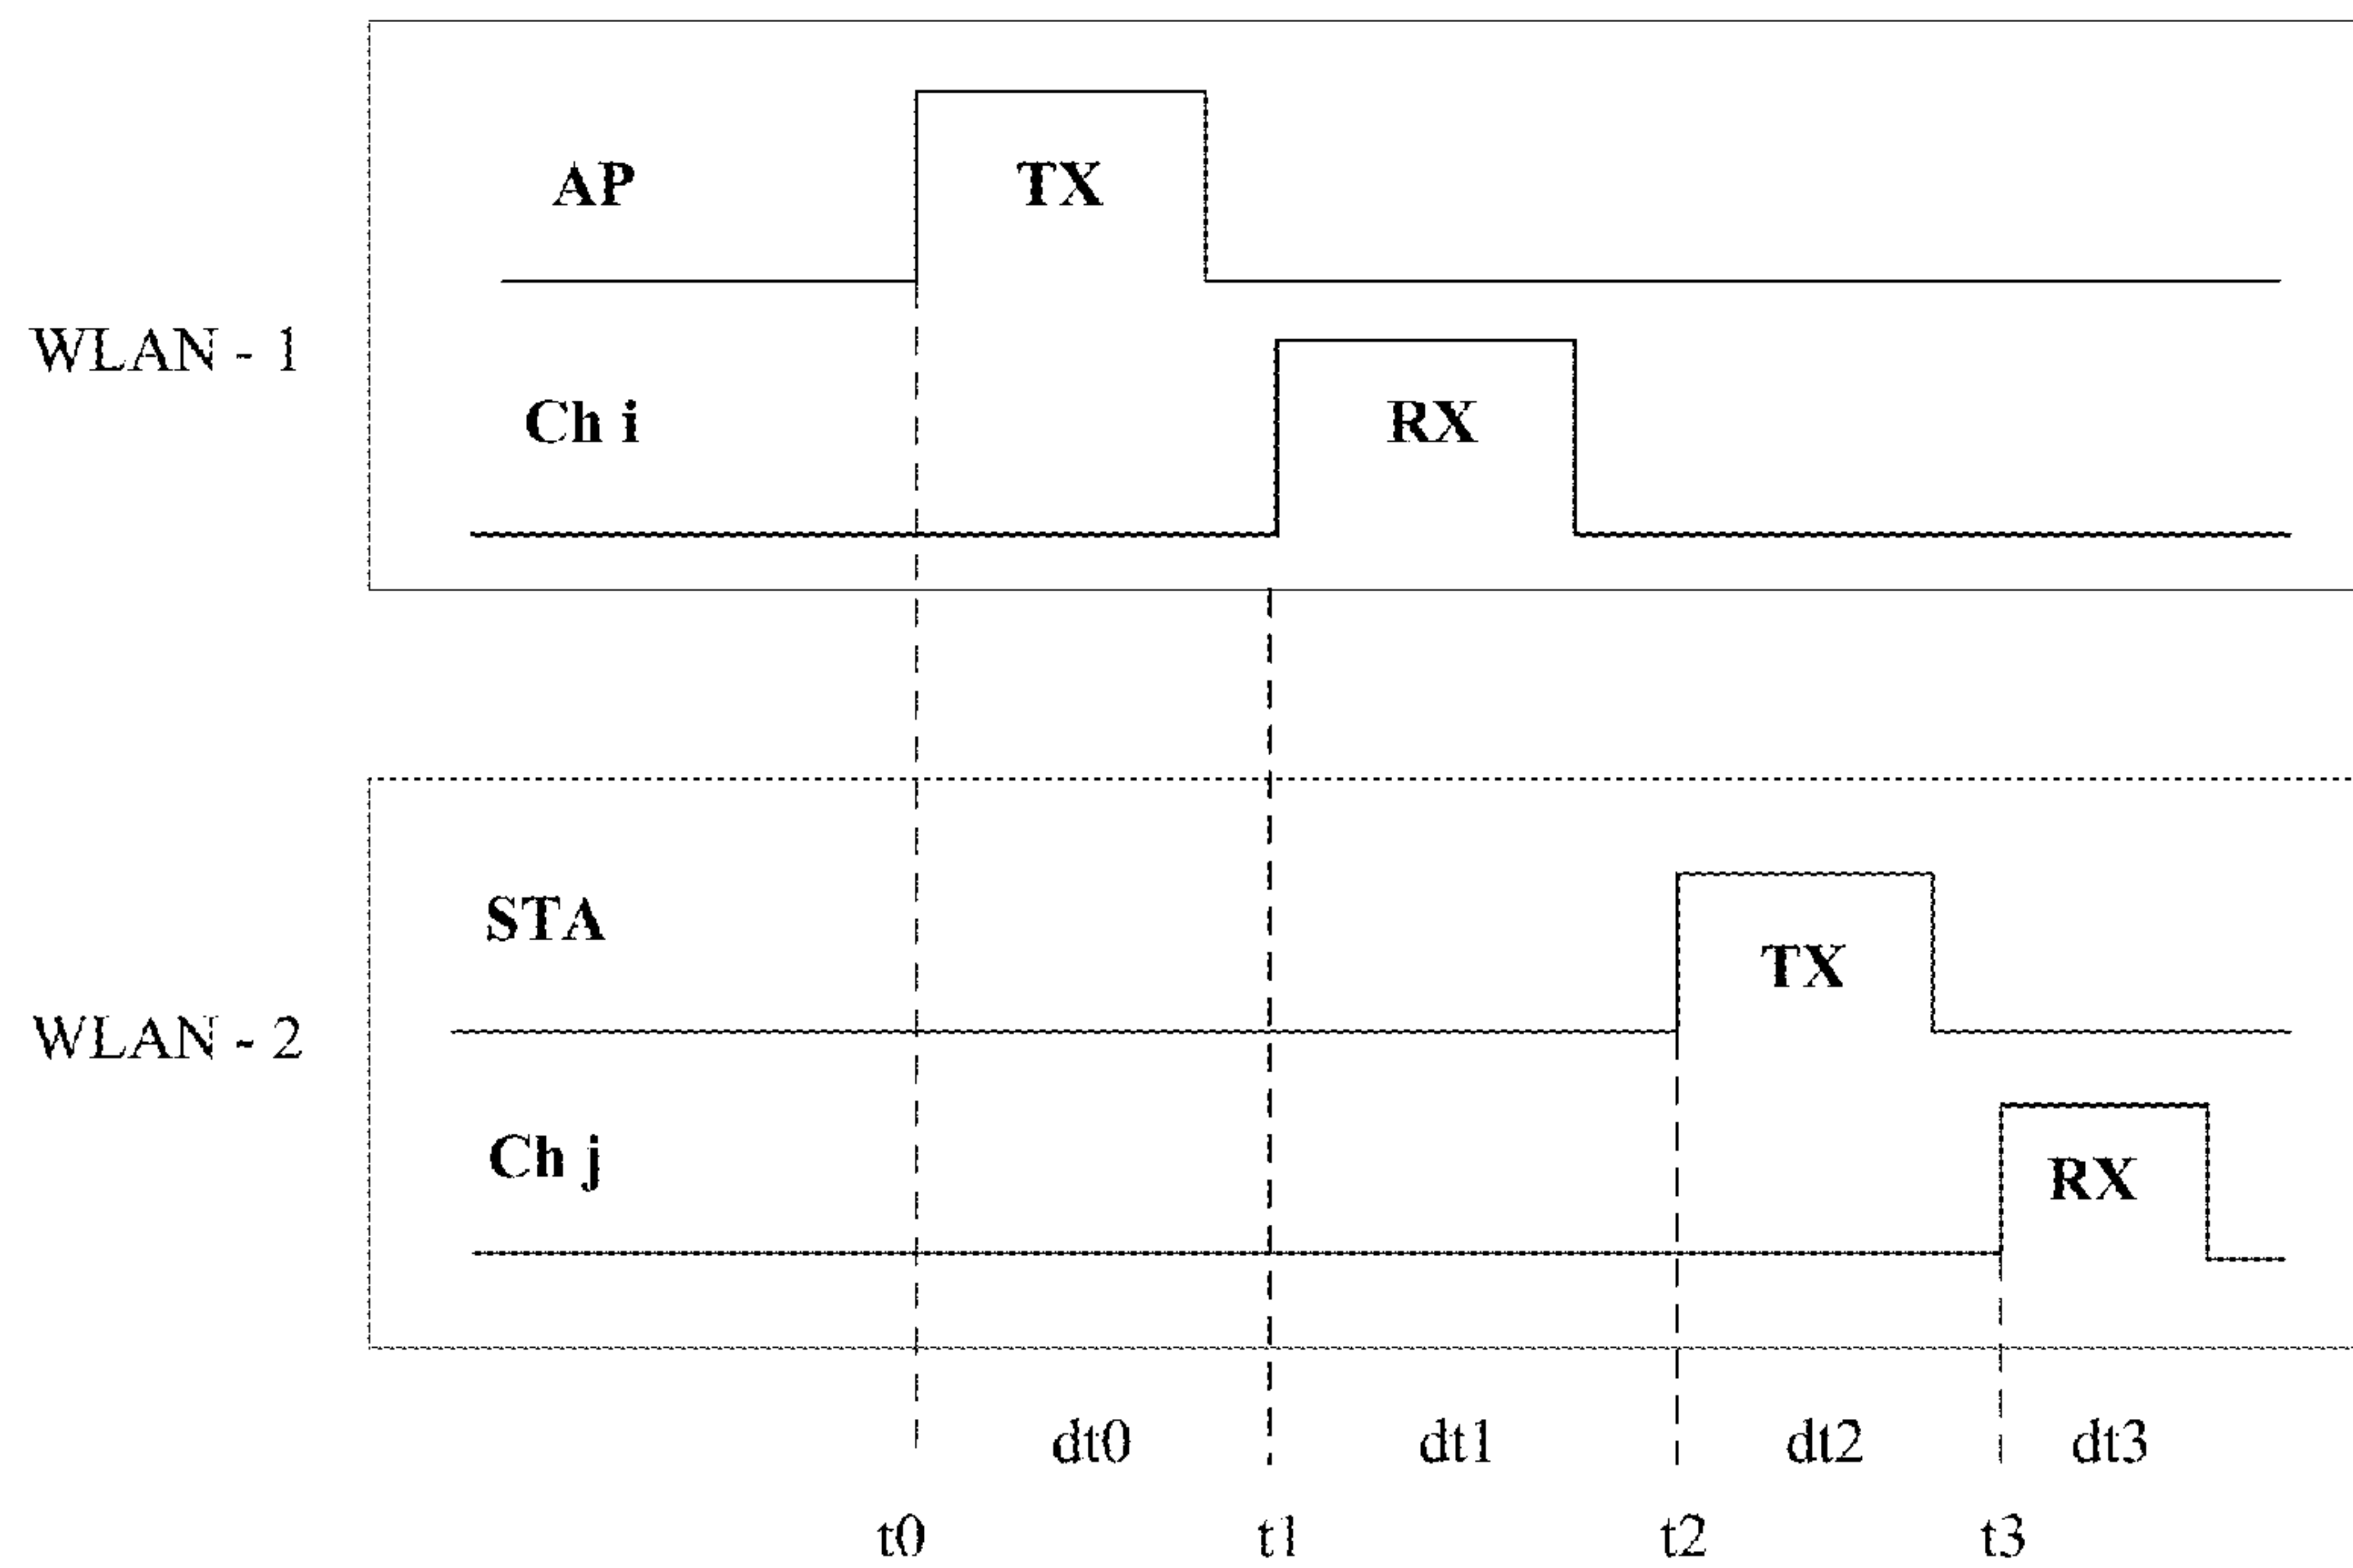 AP
TX
WLAN - 1
Ch i
RX
STA
TX
WLAN - 2
Ch j
RX
dt0 dt1 dt2 dt3
t0 t1 t2 t3